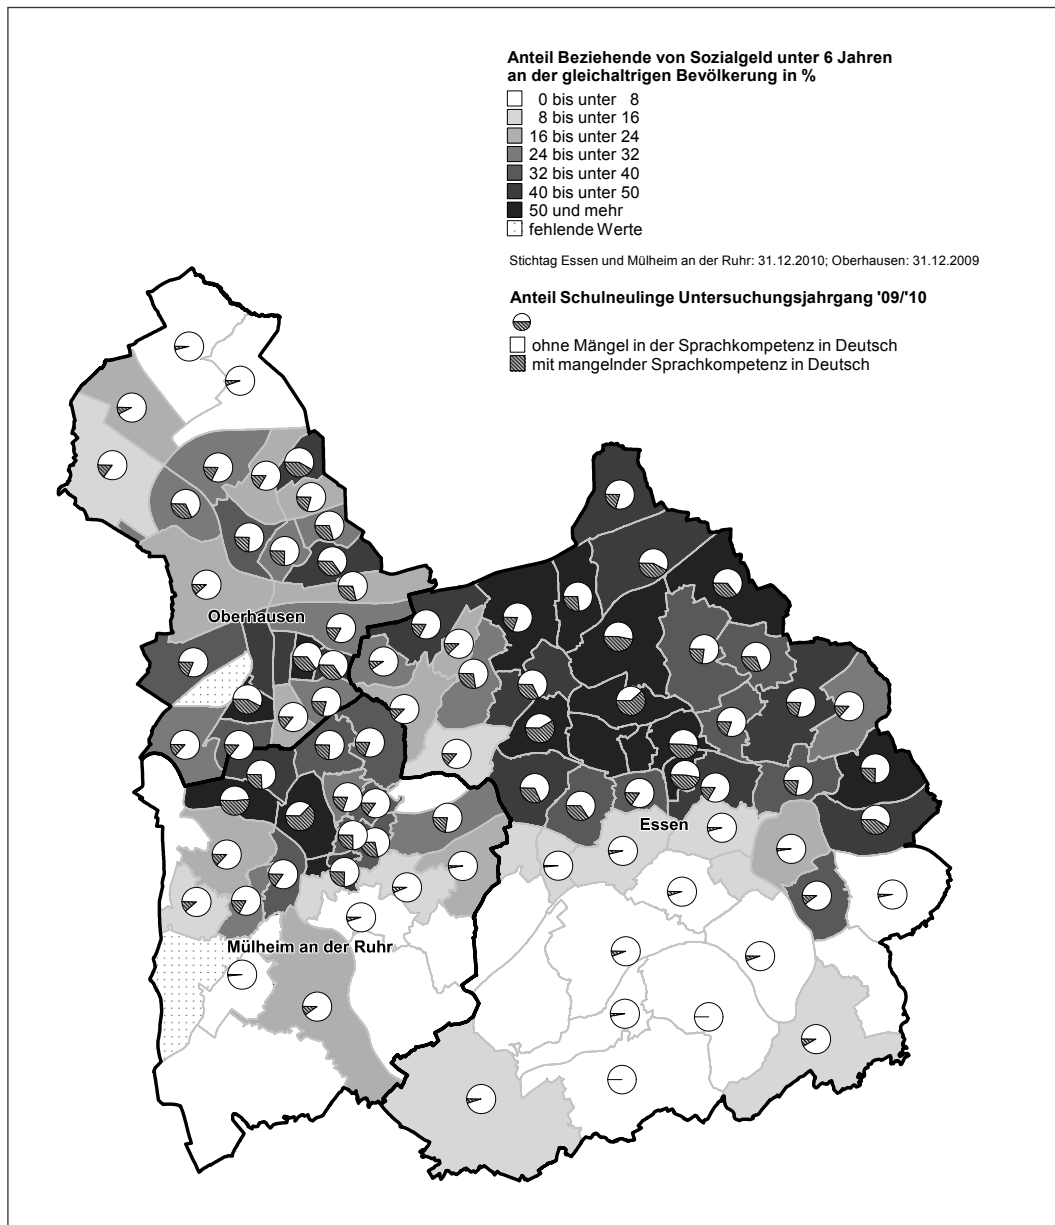 Anteil Beziehende von Sozialgeld unter 6 Jahren
an der gleichaltrigen Bevölkerung in %
0 bis unter 8
8 bis unter 16
16 bis unter 24
24 bis unter 32
32 bis unter 40
40 bis unter 50
50 und mehr
fehlende Werte
Stichtag Essen und Mülheim an der Ruhr: 31.12.2010; Oberhausen: 31.12.2009
Anteil Schulneulinge Untersuchungsjahrgang '09/'10
ohne Mängel in der Sprachkompetenz in Deutsch
mit mangelnder Sprachkompetenz in Deutsch
Oberhausen
Essen
Mülheim an der Ruhr